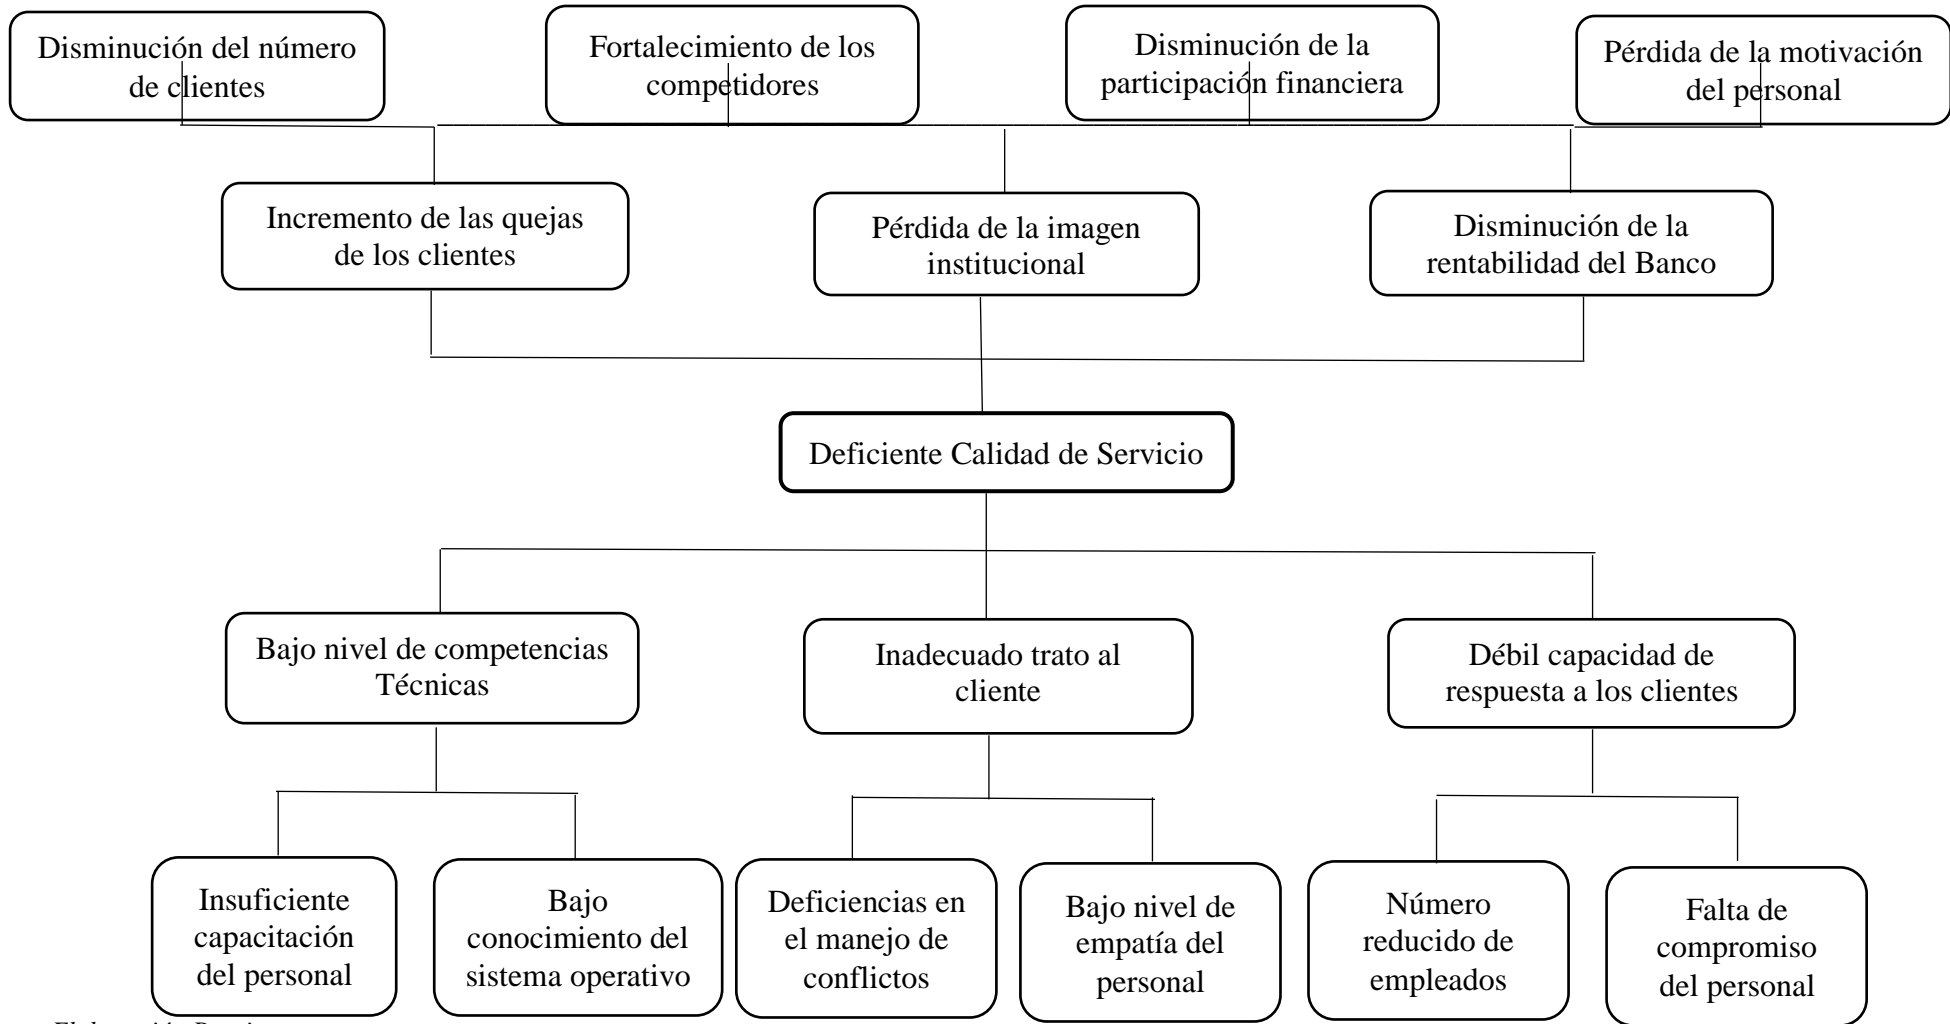 Disminución del número
de clientes
Fortalecimiento de los
competidores
Disminución de la
participación financiera
Pérdida de la motivación
del personal
Incremento de las quejas
de los clientes
Pérdida de la imagen
institucional
Disminución de la
rentabilidad del Banco
Deficiente Calidad de Servicio
Bajo nivel de competencias
Técnicas
Inadecuado trato al
cliente
Débil capacidad de
respuesta a los clientes
Insuficiente
capacitación
del personal
Bajo
conocimiento del
sistema operativo
Deficiencias en
el manejo de
conflictos
Bajo nivel de
empatía del
personal
Número
reducido de
empleados
Falta de
compromiso
del personal